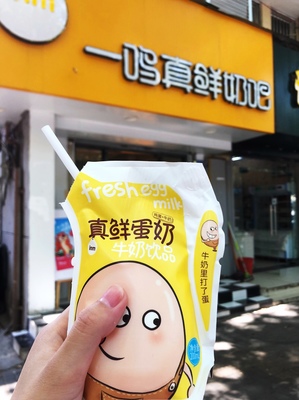 一鸣真鲜奶吧
fresh egg
milk
真鲜蛋奶
牛奶饮品
牛奶里打了蛋